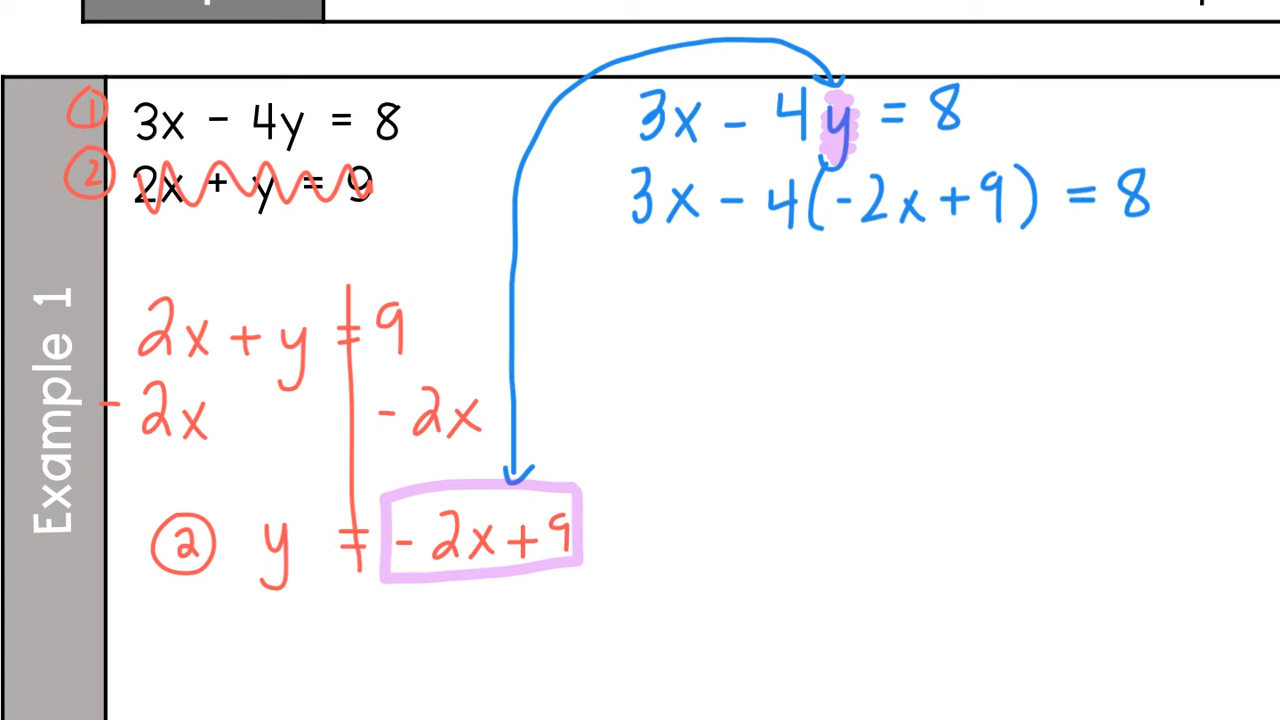 Example 1
① 3x - 4y = 8
② 2x + y = 9
2x + y = 9
- 2x - 2x
② y = - 2x + 9
3x - 4y = 8
3x - 4(-2x + 9) = 8